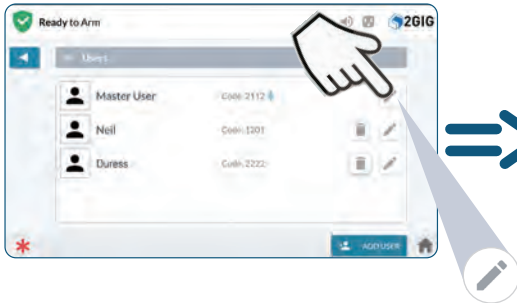 Ready to Arm
2GIG
Users
Master User Code: 2112
Neil Code: 1201
Duress Code: 2222
ADD USER